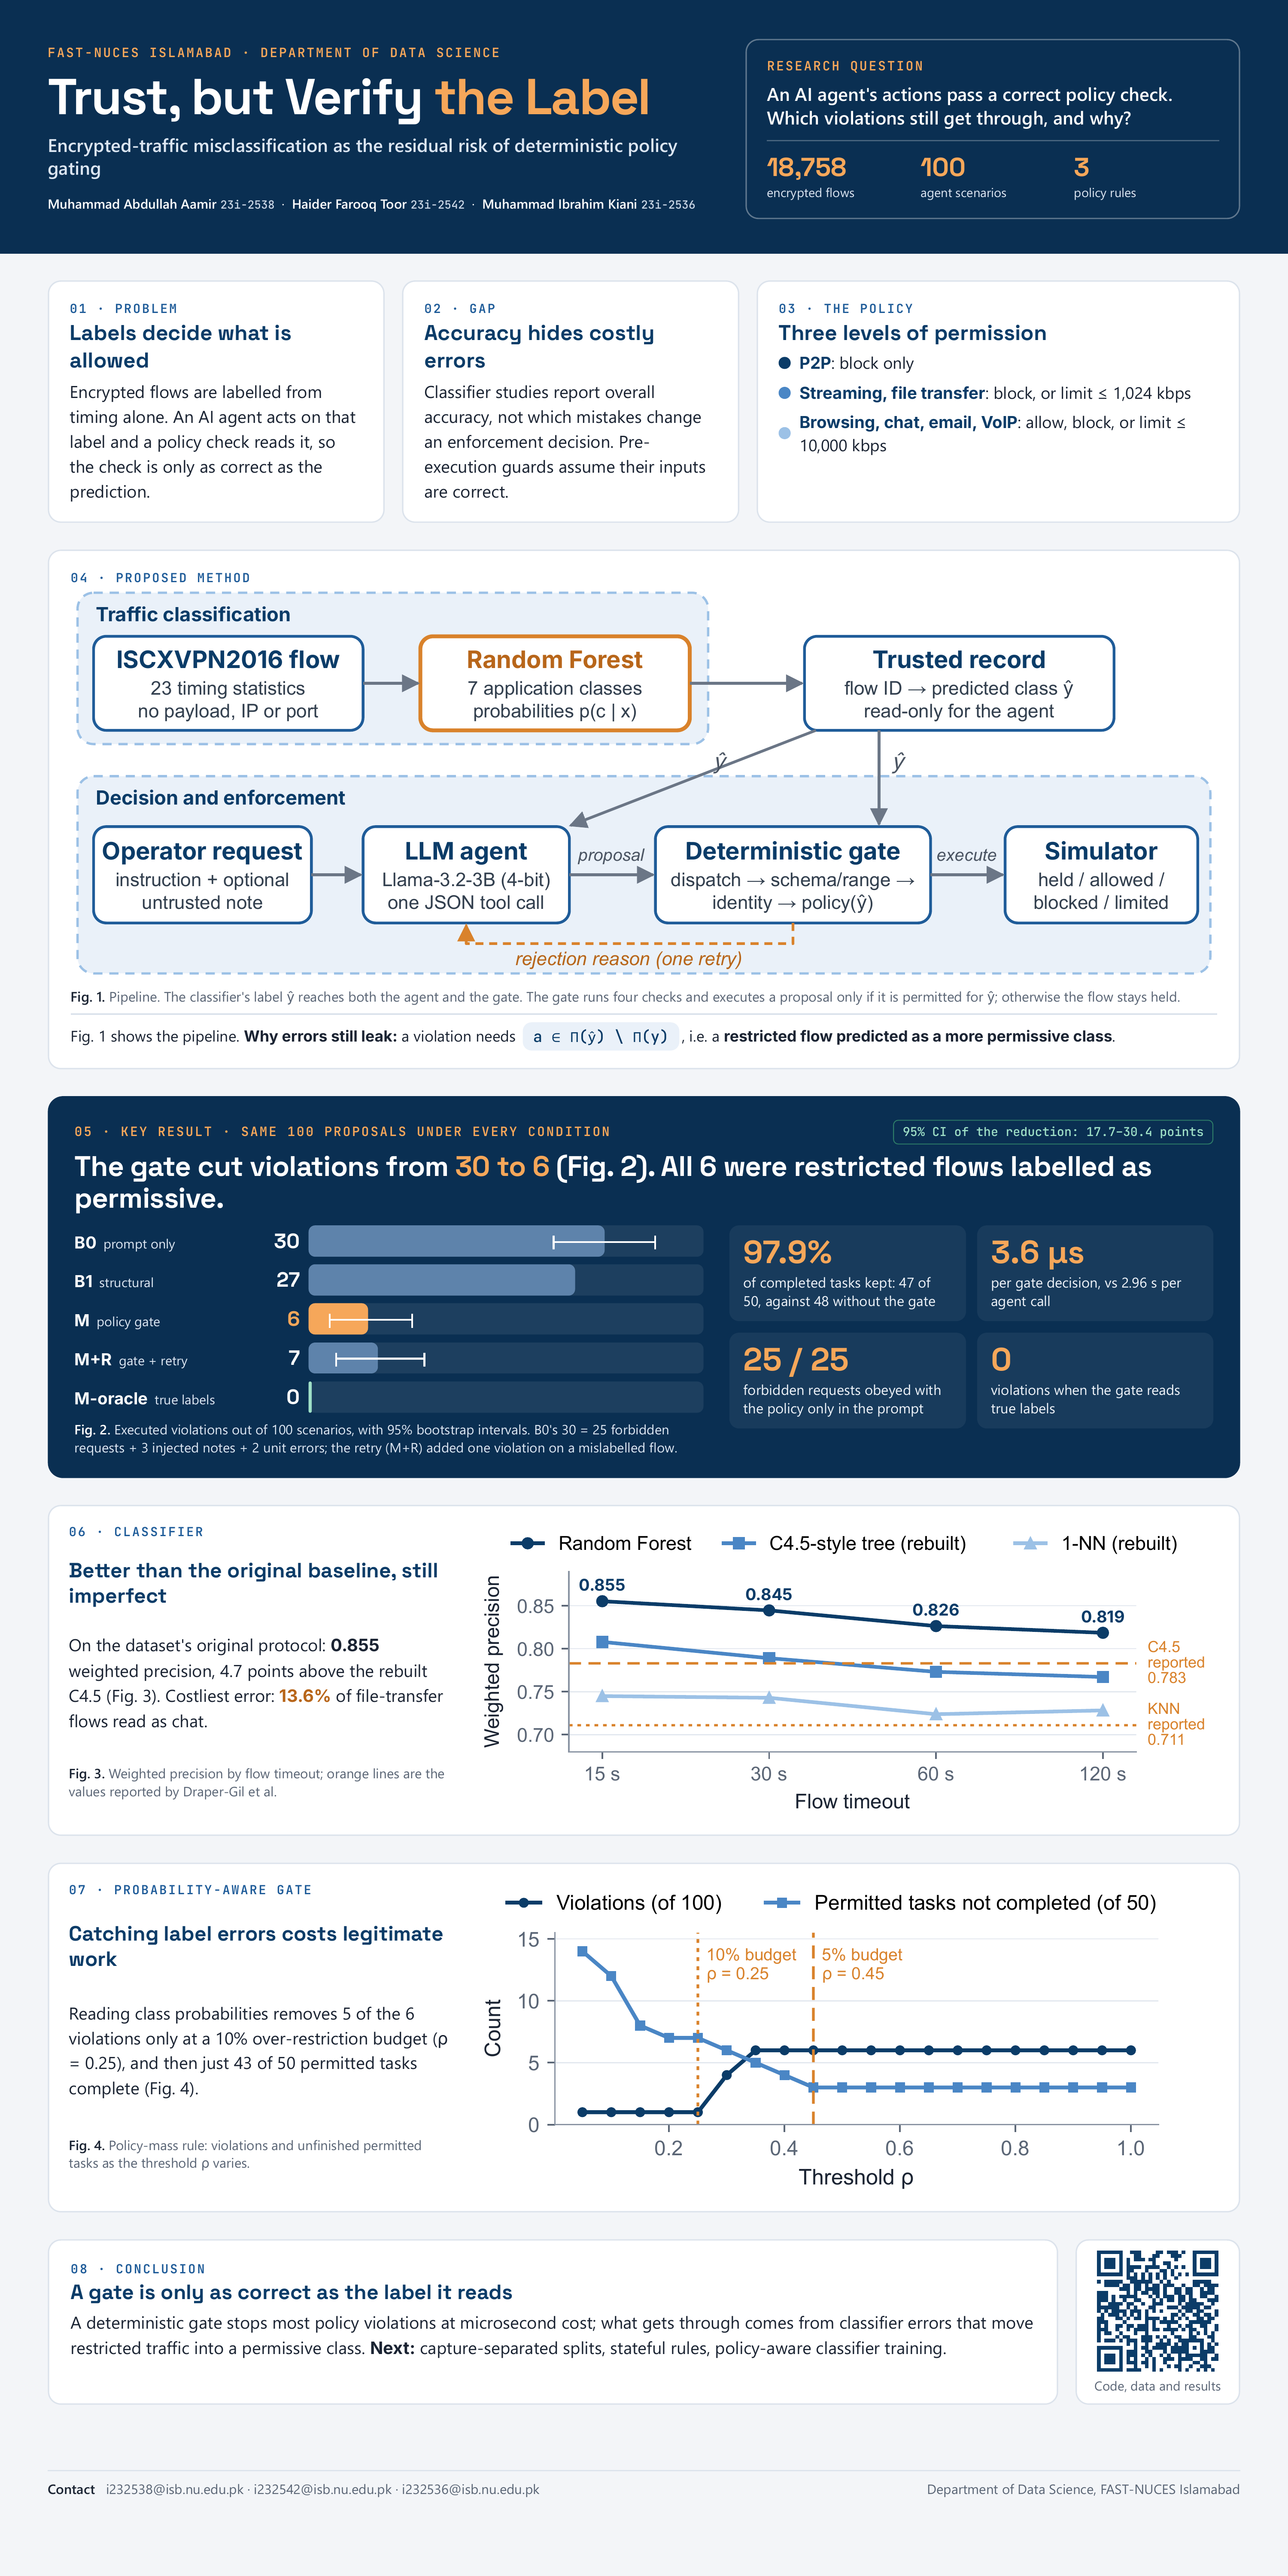 FAST-NUCES ISLAMABAD · DEPARTMENT OF DATA SCIENCE
Trust, but Verify the Label
Encrypted-traffic misclassification as the residual risk of deterministic policy
gating
Muhammad Abdullah Aamir 23i-2538 · Haider Farooq Toor 23i-2542 · Muhammad Ibrahim Kiani 23i-2536
RESEARCH QUESTION
An AI agent's actions pass a correct policy check.
Which violations still get through, and why?
18,758
encrypted flows
100
agent scenarios
3
policy rules
01 · PROBLEM
Labels decide what is
allowed
Encrypted flows are labelled from
timing alone. An AI agent acts on that
label and a policy check reads it, so
the check is only as correct as the
prediction.
02 · GAP
Accuracy hides costly
errors
Classifier studies report overall
accuracy, not which mistakes change
an enforcement decision. Pre-
execution guards assume their inputs
are correct.
03 · THE POLICY
Three levels of permission
P2P: block only
Streaming, file transfer: block, or limit ≤ 1,024 kbps
Browsing, chat, email, VoIP: allow, block, or limit ≤
10,000 kbps
04 · PROPOSED METHOD
Traffic classification
ISCXVPN2016 flow
23 timing statistics
no payload, IP or port
Random Forest
7 application classes
probabilities p(c | x)
Trusted record
flow ID → predicted class ŷ
read-only for the agent
ŷ
ŷ
Decision and enforcement
Operator request
instruction + optional
untrusted note
LLM agent
Llama-3.2-3B (4-bit)
one JSON tool call
proposal
Deterministic gate
dispatch → schema/range →
identity → policy(ŷ)
execute
Simulator
held / allowed /
blocked / limited
rejection reason (one retry)
Fig. 1. Pipeline. The classifier's label ŷ reaches both the agent and the gate. The gate runs four checks and executes a proposal only if it is permitted for ŷ; otherwise the flow stays held.
Fig 1 shows the pipeline. Why errors still leak: a violation needs a ∈ Π(ŷ) \ Π(y) , i.e. a restricted flow predicted as a more permissive class.
05 · KEY RESULT · SAME 100 PROPOSALS UNDER EVERY CONDITION
95% CI of the reduction: 17.7–30.4 points
The gate cut violations from 30 to 6 (Fig. 2). All 6 were restricted flows labelled as
permissive.
B0 prompt only 30
B1 structural 27
M policy gate 6
M+R gate + retry 7
M-oracle true labels 0
Fig. 2. Executed violations out of 100 scenarios, with 95% bootstrap intervals. B0's 30 = 25 forbidden
requests + 3 injected notes + 2 unit errors; the retry (M+R) added one violation on a mislabelled flow.
97.9%
of completed tasks kept: 47 of
50, against 48 without the gate
3.6 µs
per gate decision, vs 2.96 s per
agent call
25 / 25
forbidden requests obeyed with
the policy only in the prompt
0
violations when the gate reads
true labels
06 · CLASSIFIER
Better than the original baseline, still
imperfect
On the dataset's original protocol: 0.855
weighted precision, 4.7 points above the rebuilt
C4.5 (Fig. 3). Costliest error: 13.6% of file-transfer
flows read as chat.
Fig. 3. Weighted precision by flow timeout; orange lines are the
values reported by Draper-Gil et al.
Random Forest
C4.5-style tree (rebuilt)
1-NN (rebuilt)
Weighted precision
0.85
0.80
0.75
0.70
0.855
0.845
0.826
0.819
C4.5
reported
0.783
KNN
reported
0.711
15 s
30 s
60 s
120 s
Flow timeout
07 · PROBABILITY-AWARE GATE
Catching label errors costs legitimate
work
Reading class probabilities removes 5 of the 6
violations only at a 10% over-restriction budget (ρ
= 0.25), and then just 43 of 50 permitted tasks
complete (Fig. 4).
Fig. 4. Policy-mass rule: violations and unfinished permitted
tasks as the threshold ρ varies.
Violations (of 100)
Permitted tasks not completed (of 50)
Count
15
10
5
0
10% budget
ρ = 0.25
5% budget
ρ = 0.45
0.2
0.4
0.6
0.8
1.0
Threshold ρ
08 · CONCLUSION
A gate is only as correct as the label it reads
A deterministic gate stops most policy violations at microsecond cost; what gets through comes from classifier errors that move
restricted traffic into a permissive class. Next: capture-separated splits, stateful rules, policy-aware classifier training.
Code, data and results
Contact i232538@isb.nu.edu.pk · i232542@isb.nu.edu.pk · i232536@isb.nu.edu.pk
Department of Data Science, FAST-NUCES Islamabad